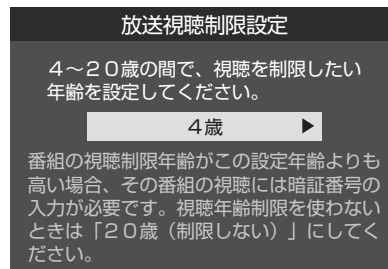 放送視聴制限設定
４～２０歳の間で、視聴を制限したい
年齢を設定してください。
４歳 ▶
番組の視聴制限年齢がこの設定年齢よりも
高い場合、その番組の視聴には暗証番号の
入力が必要です。視聴年齢制限を使わない
ときは「２０歳（制限しない）」にしてく
ださい。